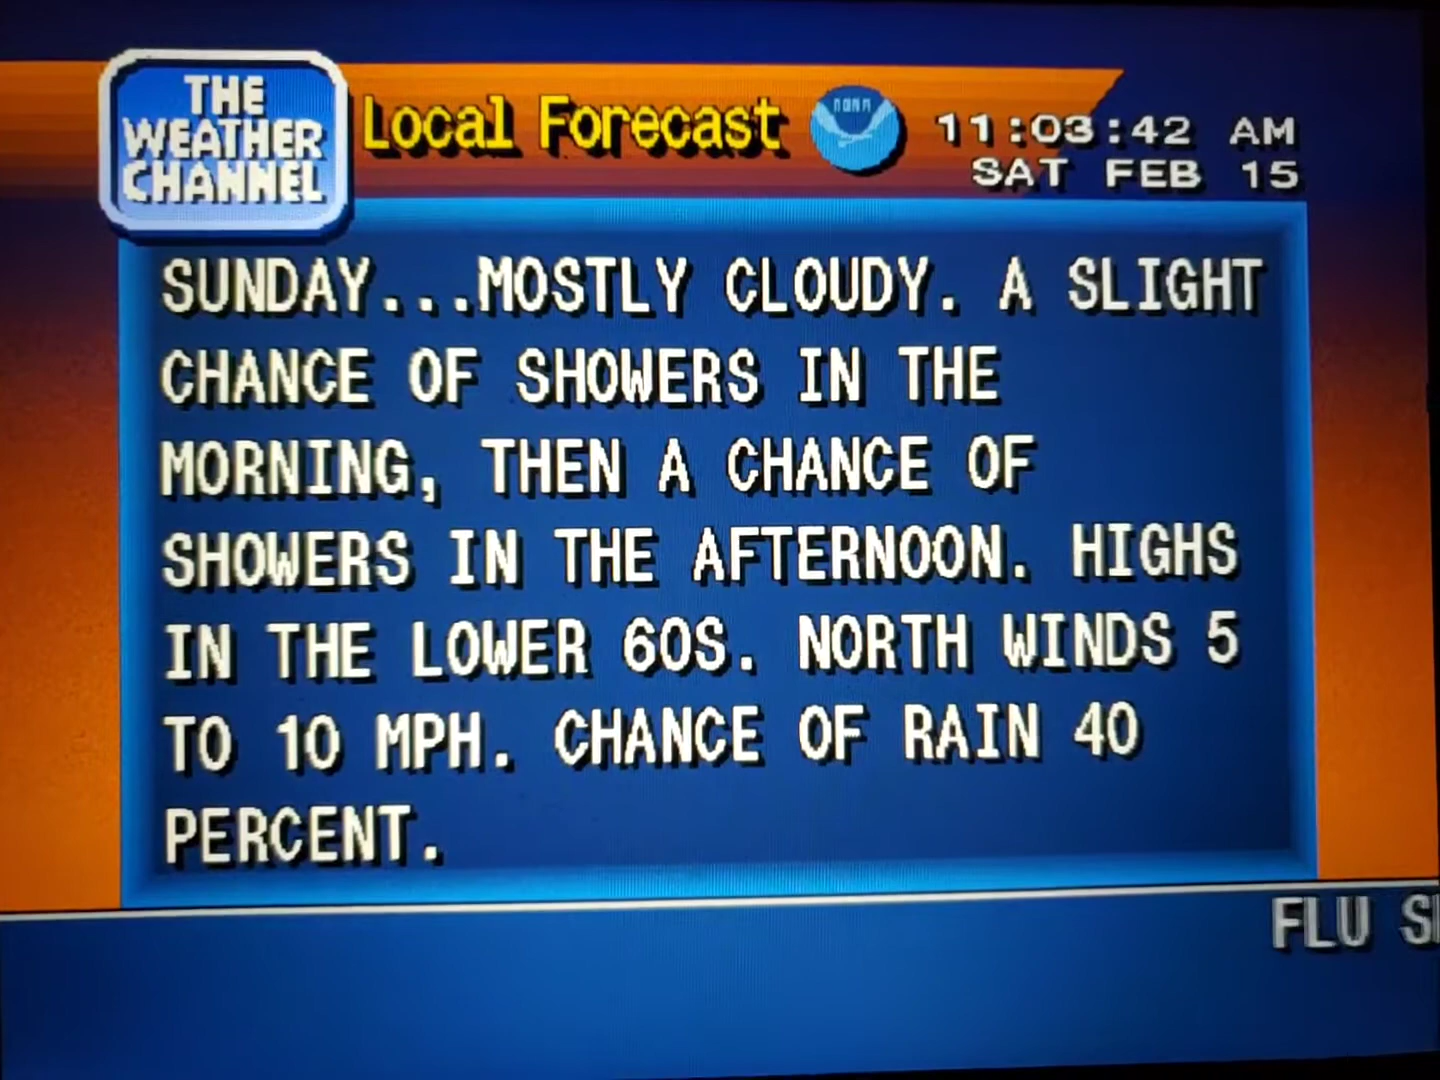 THE
WEATHER
CHANNEL
Local Forecast
NOAA
11:03:42 AM
SAT FEB 15
SUNDAY...MOSTLY CLOUDY. A SLIGHT
CHANCE OF SHOWERS IN THE
MORNING, THEN A CHANCE OF
SHOWERS IN THE AFTERNOON. HIGHS
IN THE LOWER 60S. NORTH WINDS 5
TO 10 MPH. CHANCE OF RAIN 40
PERCENT.
FLU